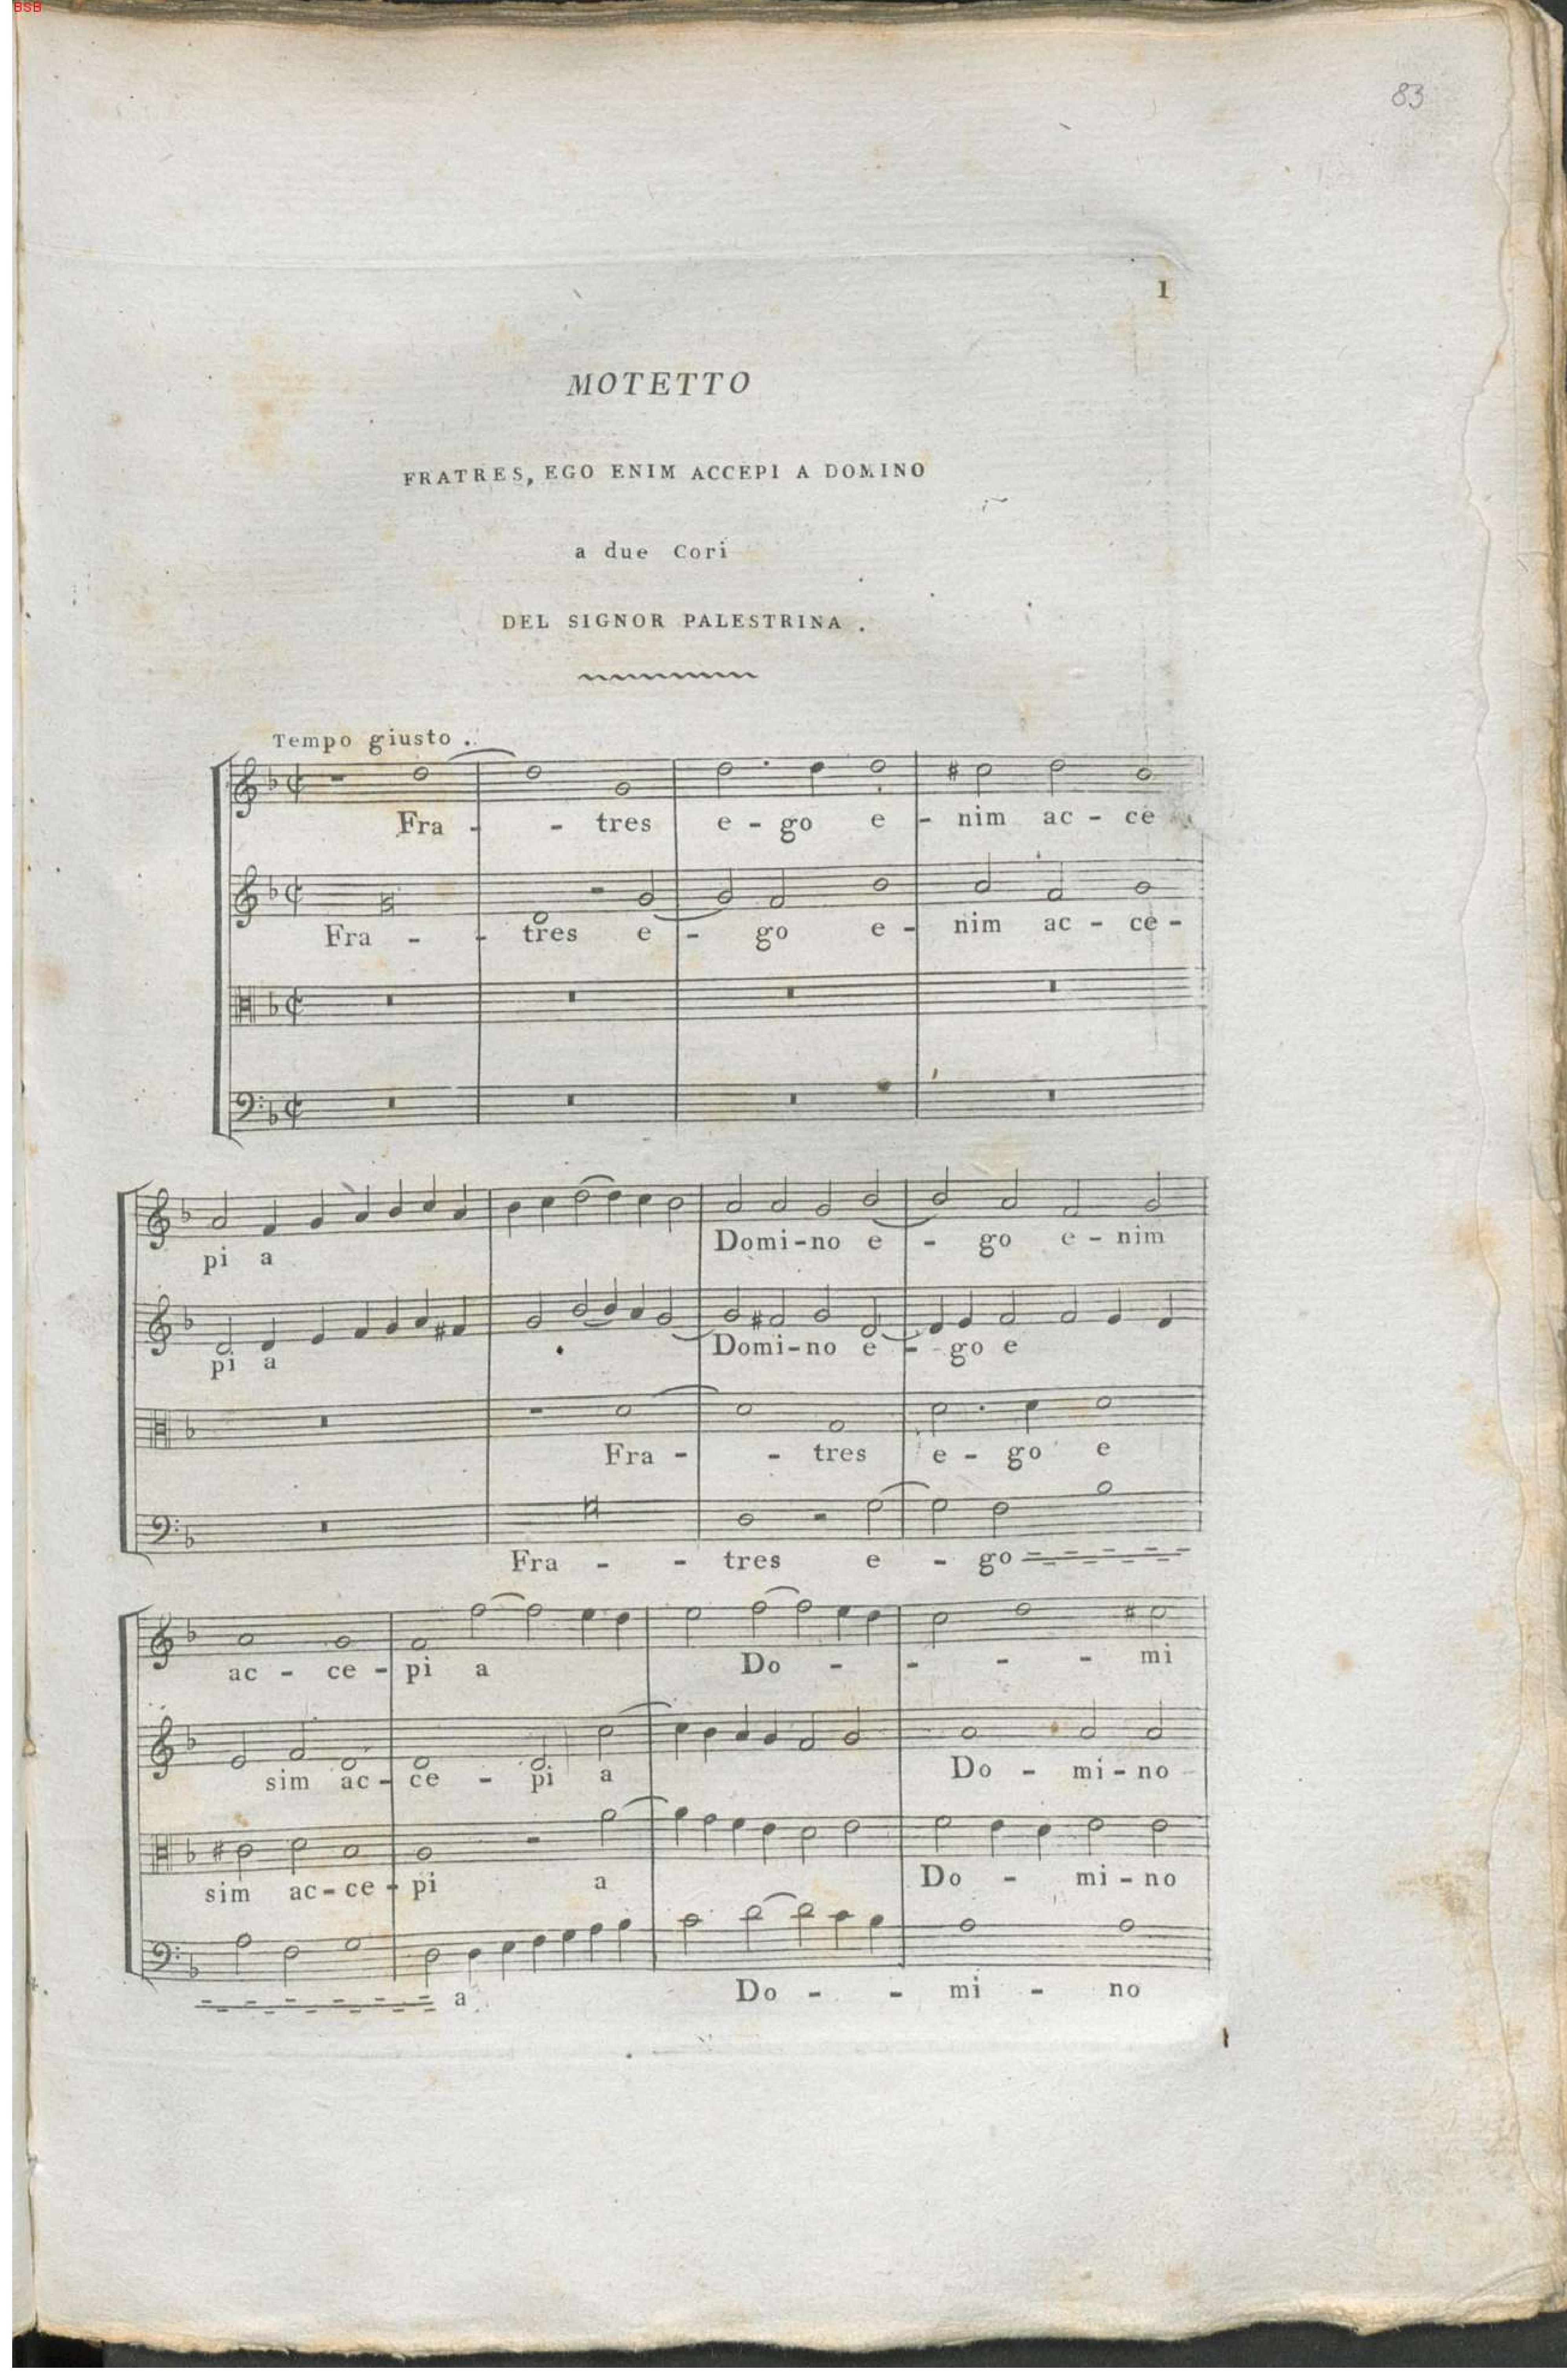 BSB
83
I
MOTETTO
FRATRES, EGO ENIM ACCEPI A DOMINO
a due Cori
DEL SIGNOR PALESTRINA .
Tempo giusto .
Fra - - tres e - go e - nim ac - ce
Fra - - tres e - go e - nim ac - ce -
pi a Domi - no e - go e - nim
pi a Domi - no e - - go e
Fra - - tres e - go e
Fra - - tres e - go
ac - ce - pi a Do - - - - mi
sim ac - ce - pi a Do - mi - no
sim ac - ce - pi a Do - mi - no
a Do - - mi - no